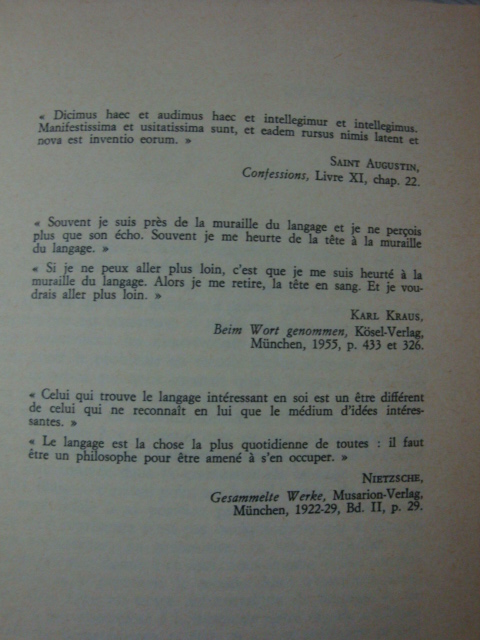 « Dicimus haec et audimus haec et intellegimur et intellegimus.
Manifestissima et usitatissima sunt, et eadem rursus nimis latent et
nova est inventio eorum. »
SAINT AUGUSTIN,
Confessions, Livre XI, chap. 22.
« Souvent je suis près de la muraille du langage et je ne perçois
plus que son écho. Souvent je me heurte de la tête à la muraille
du langage. »
« Si je ne peux aller plus loin, c'est que je me suis heurté à la
muraille du langage. Alors je me retire, la tête en sang. Et je vou-
drais aller plus loin. »
KARL KRAUS,
Beim Wort genommen, Kösel-Verlag,
München, 1955, p. 433 et 326.
« Celui qui trouve le langage intéressant en soi est un être différent
de celui qui ne reconnaît en lui que le médium d'idées intéres-
santes. »
« Le langage est la chose la plus quotidienne de toutes : il faut
être un philosophe pour être amené à s'en occuper. »
NIETZSCHE,
Gesammelte Werke, Musarion-Verlag,
München, 1922-29, Bd. II, p. 29.